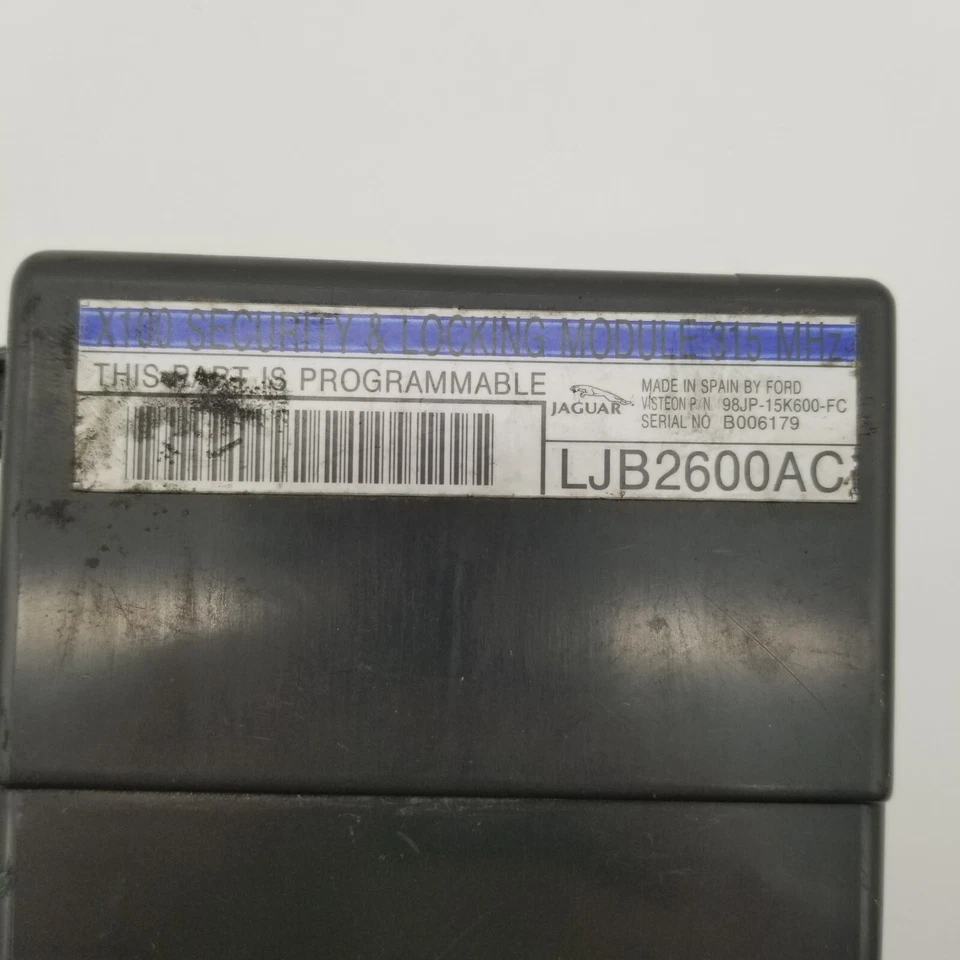 X100 SECURITY & LOCKING MODULE 315 MHz
THIS PART IS PROGRAMMABLE
JAGUAR
MADE IN SPAIN BY FORD
VISTEON P/N 98JP-15K600-FC
SERIAL NO B006179
LJB2600AC